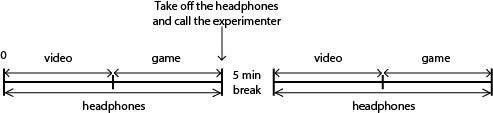 Take off the headphones
and call the experimenter
0
video
game
5 min
break
headphones
video
game
headphones